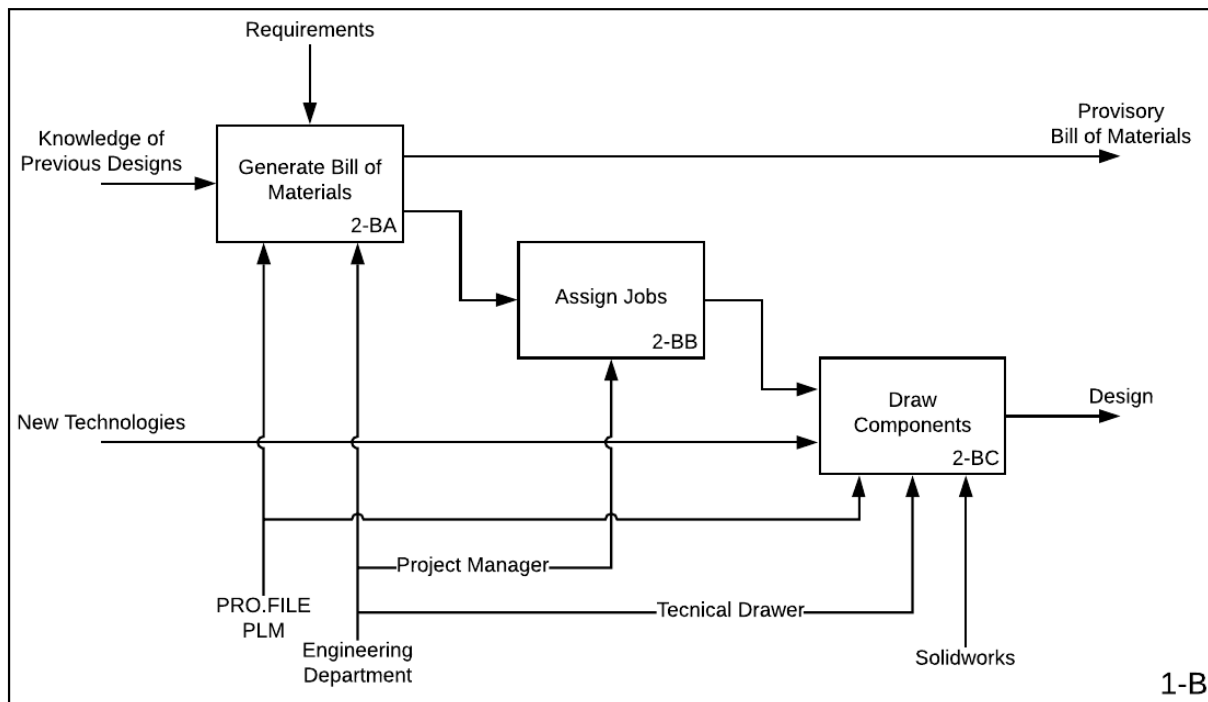 Requirements
Knowledge of
Previous Designs
Generate Bill of
Materials
2-BA
Provisory
Bill of Materials
Assign Jobs
2-BB
Draw
Components
2-BC
Design
New Technologies
Project Manager
Tecnical Drawer
PRO.FILE
PLM
Engineering
Department
Solidworks
1-B